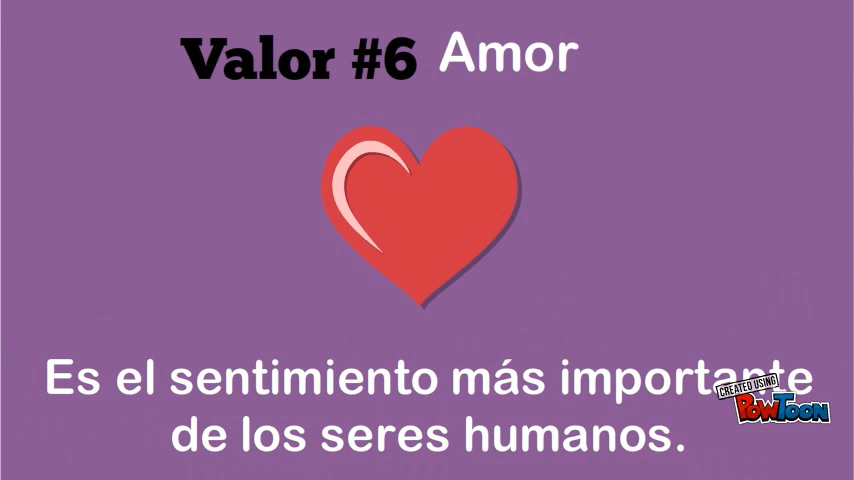 Valor #6 Amor
Es el sentimiento más importante
de los seres humanos.
CREATED USING
POWTOON